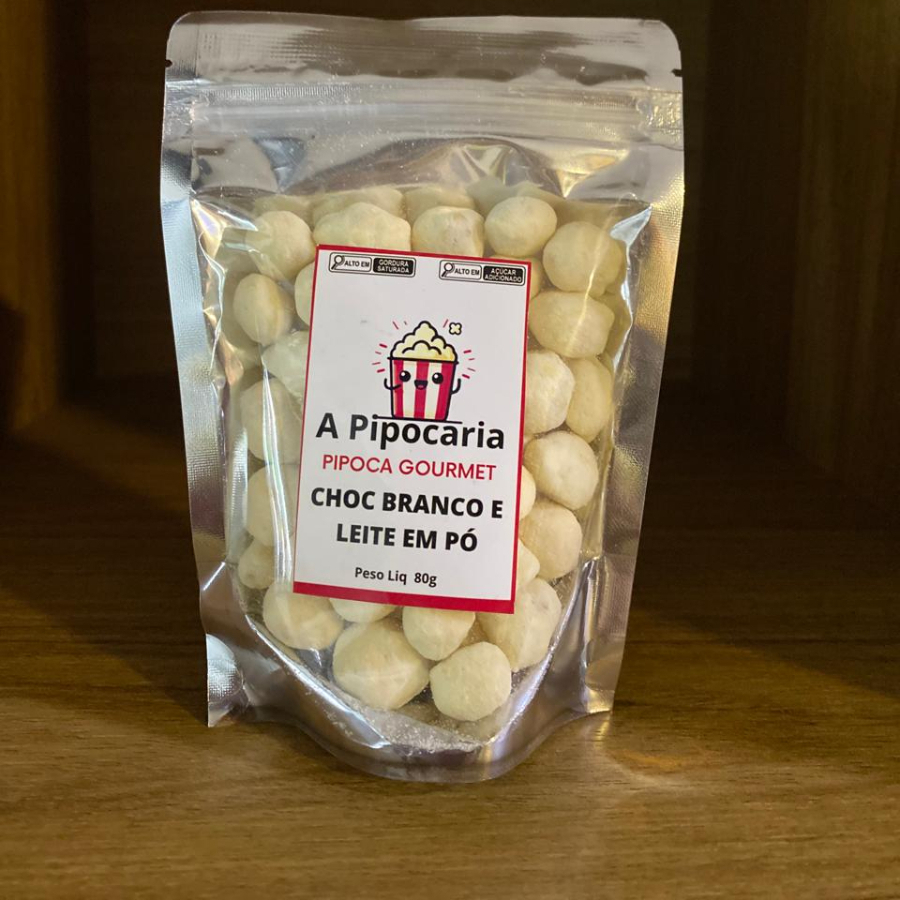 ALTO EM GORDURA SATURADA
ALTO EM AÇÚCAR ADICIONADO
A Pipocaria
PIPOCA GOURMET
CHOC BRANCO E
LEITE EM PÓ
Peso Liq 80g